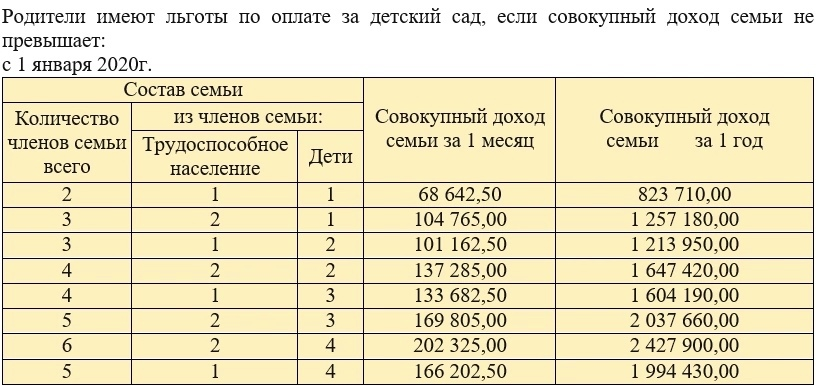 Родители имеют льготы по оплате за детский сад, если совокупный доход семьи не
превышает:
с 1 января 2020г.
Состав семьи
Количество членов семьи всего
из членов семьи:
Трудоспособное население
Дети
Совокупный доход семьи за 1 месяц
Совокупный доход семьи за 1 год
2 1 1 68 642,50 823 710,00
3 2 1 104 765,00 1 257 180,00
3 1 2 101 162,50 1 213 950,00
4 2 2 137 285,00 1 647 420,00
4 1 3 133 682,50 1 604 190,00
5 2 3 169 805,00 2 037 660,00
6 2 4 202 325,00 2 427 900,00
5 1 4 166 202,50 1 994 430,00